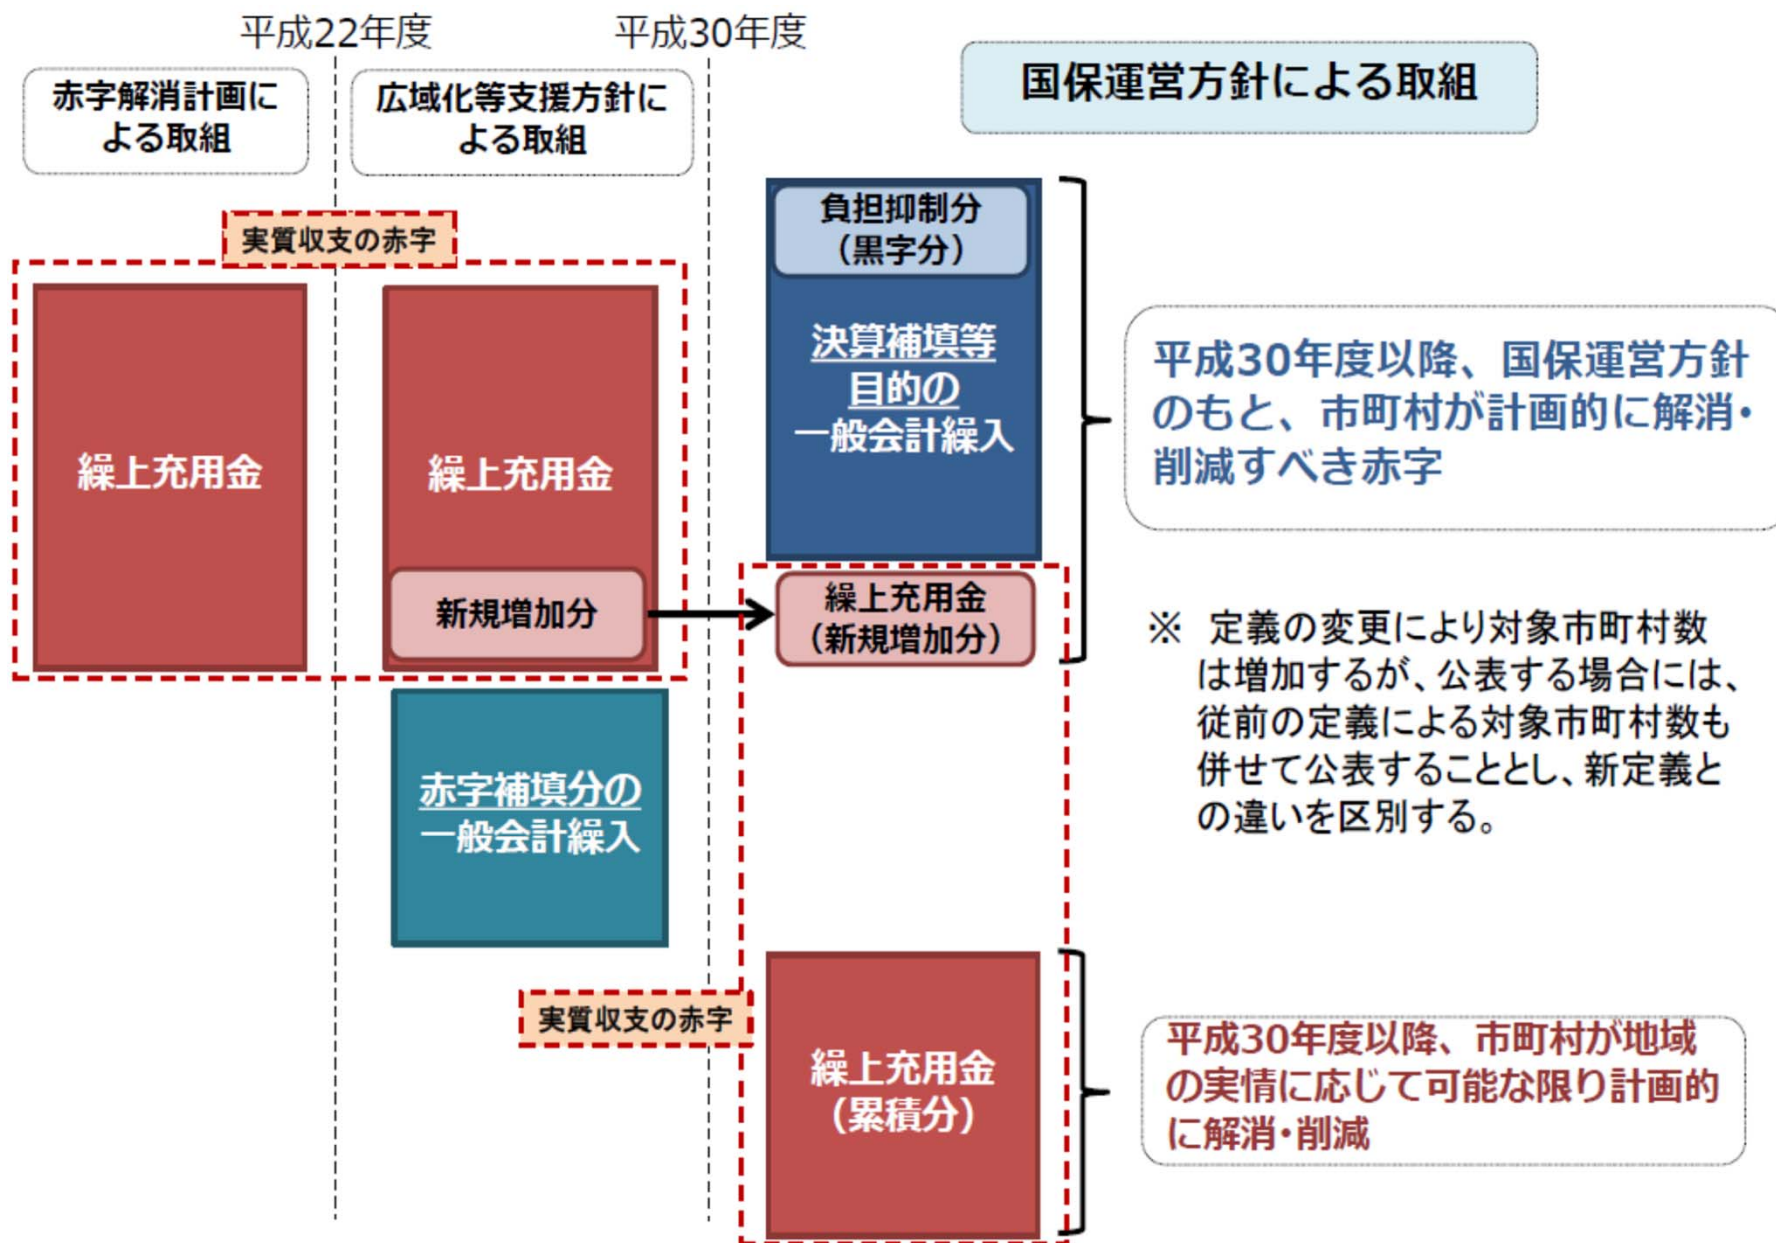 平成22年度
平成30年度
赤字解消計画に
よる取組
広域化等支援方針に
よる取組
国保運営方針による取組
実質収支の赤字
繰上充用金
繰上充用金
新規増加分
赤字補填分の
一般会計繰入
負担抑制分
（黒字分）
決算補填等
目的の
一般会計繰入
繰上充用金
（新規増加分）
平成30年度以降、国保運営方針
のもと、市町村が計画的に解消・
削減すべき赤字
※　定義の変更により対象市町村数
は増加するが、公表する場合には、
従前の定義による対象市町村数も
併せて公表することとし、新定義と
の違いを区別する。
実質収支の赤字
繰上充用金
（累積分）
平成30年度以降、市町村が地域
の実情に応じて可能な限り計画的
に解消・削減